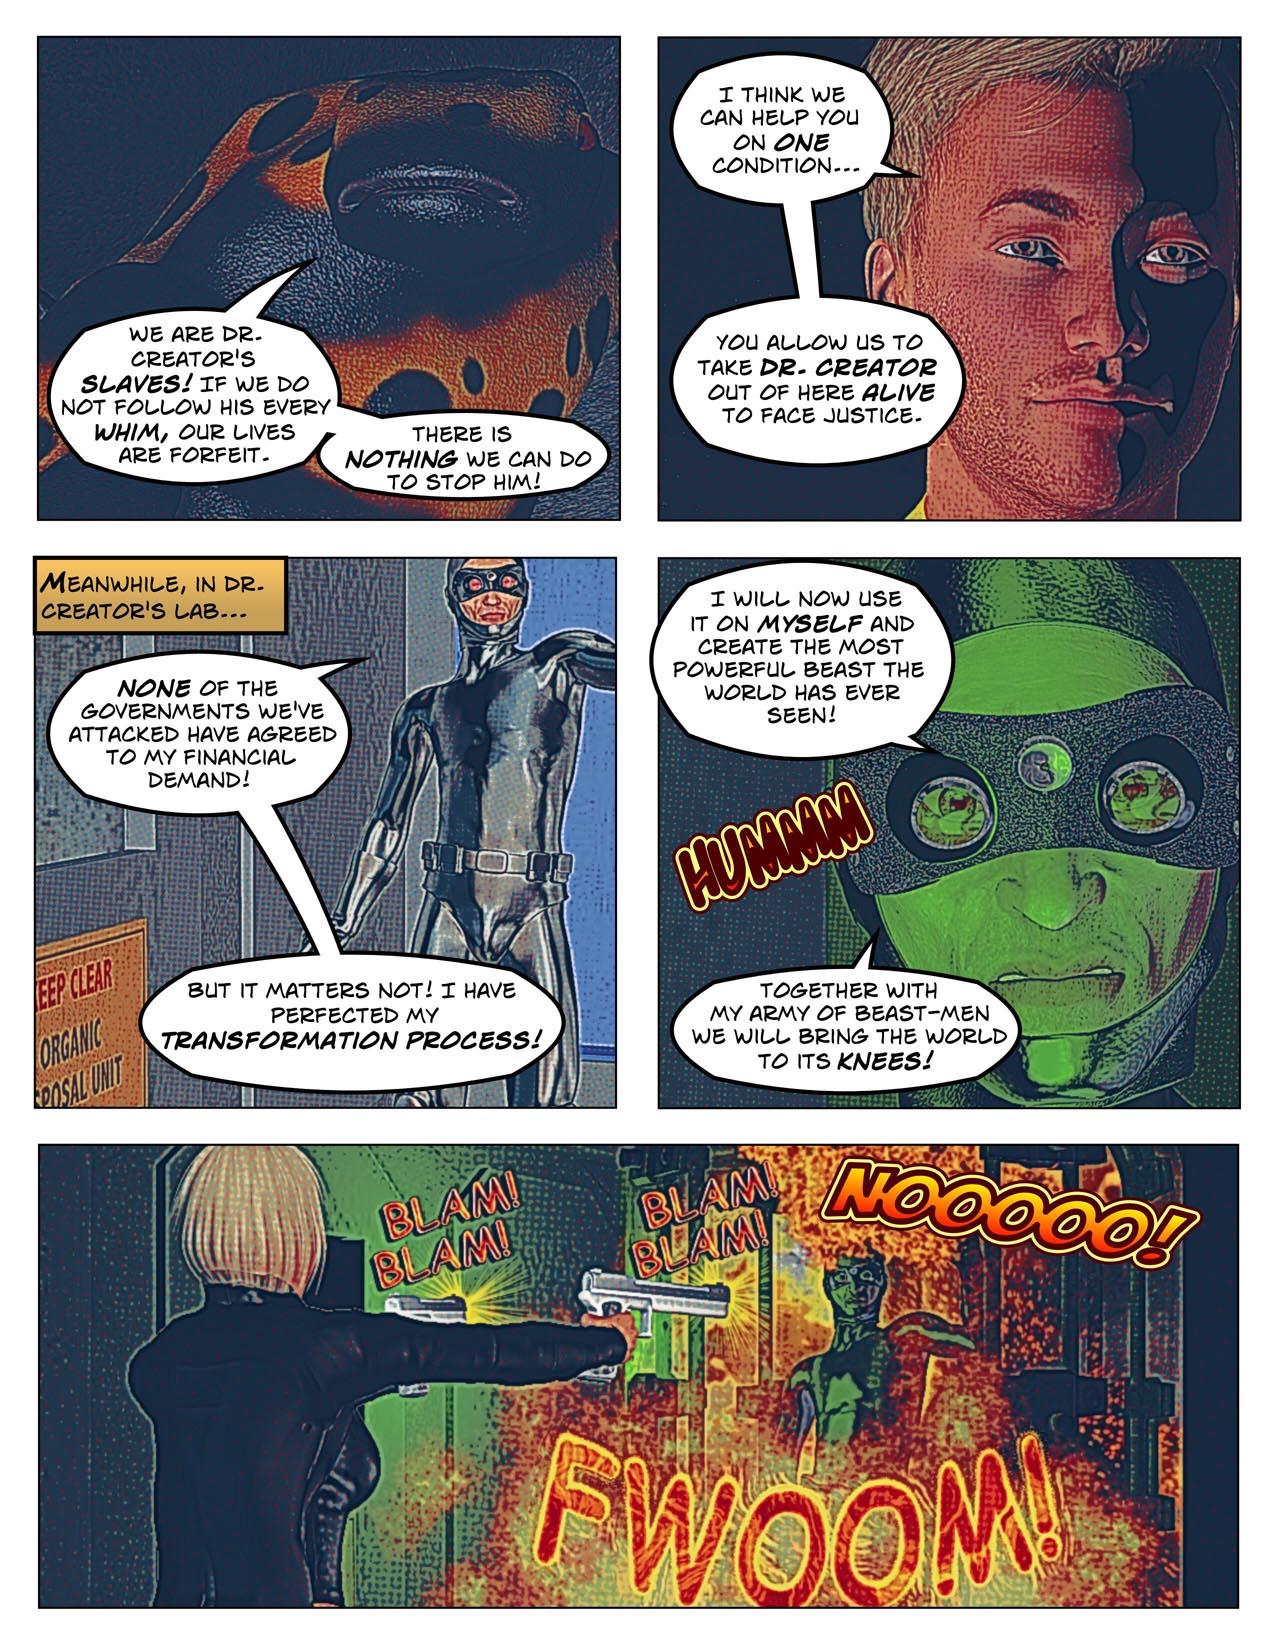 WE ARE DR.
CREATOR'S
SLAVES! IF WE DO
NOT FOLLOW HIS EVERY
WHIM, OUR LIVES
ARE FORFEIT.
THERE IS
NOTHING WE CAN DO
TO STOP HIM!
I THINK WE
CAN HELP YOU
ON ONE
CONDITION...
YOU ALLOW US TO
TAKE DR. CREATOR
OUT OF HERE ALIVE
TO FACE JUSTICE.
MEANWHILE, IN DR.
CREATOR'S LAB...
NONE OF THE
GOVERNMENTS WE'VE
ATTACKED HAVE AGREED
TO MY FINANCIAL
DEMAND!
BUT IT MATTERS NOT! I HAVE
PERFECTED MY
TRANSFORMATION PROCESS!
KEEP CLEAR
ORGANIC
SPOSAL UNIT
I WILL NOW USE
IT ON MYSELF AND
CREATE THE MOST
POWERFUL BEAST THE
WORLD HAS EVER
SEEN!
HUMMMM
TOGETHER WITH
MY ARMY OF BEAST-MEN
WE WILL BRING THE WORLD
TO ITS KNEES!
BLAM!
BLAM!
BLAM!
BLAM!
NOOOOO!
FWOOM!